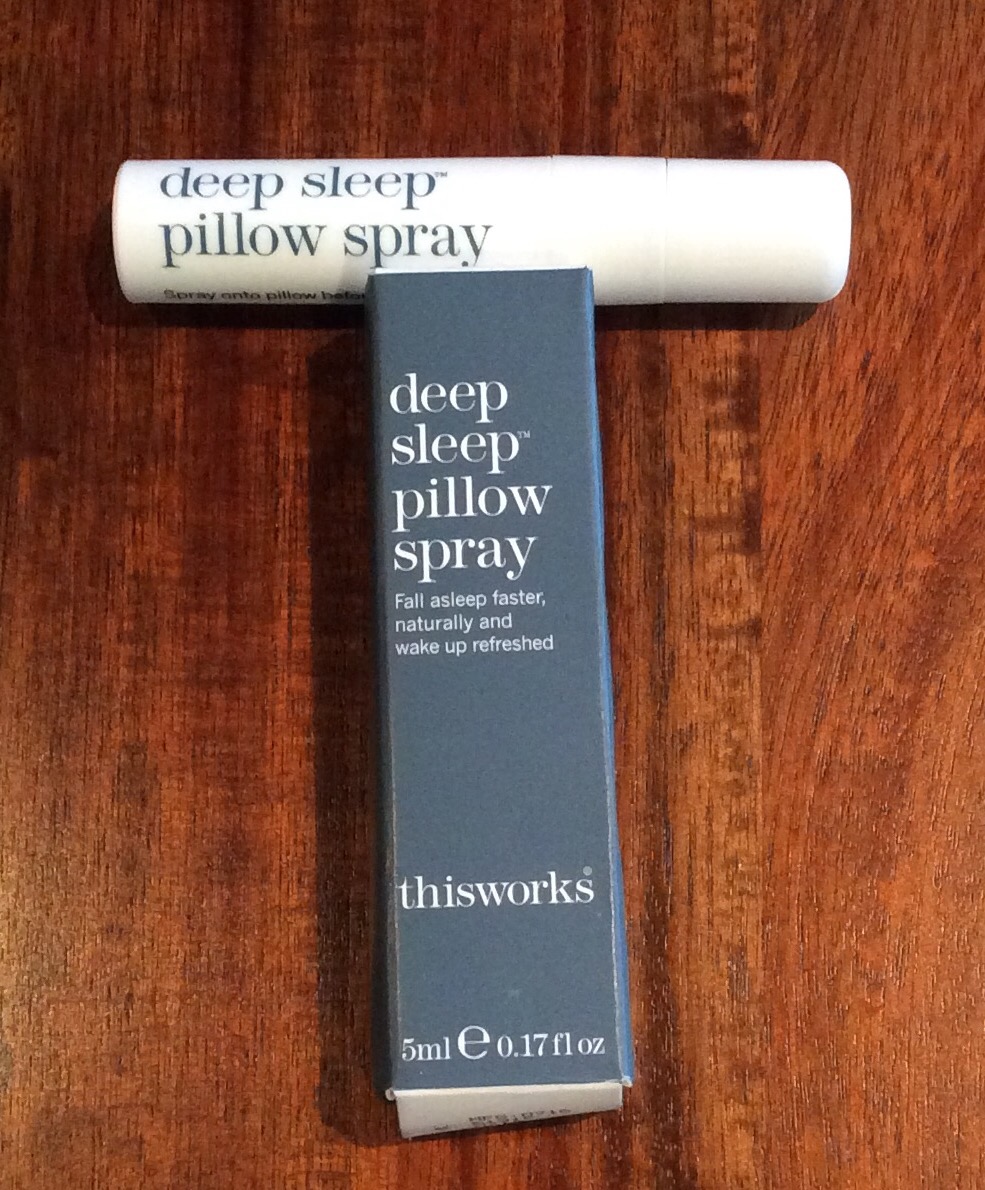 deep sleep™
pillow spray
Spray onto pillow
deep
sleep™
pillow
spray
Fall asleep faster,
naturally and
wake up refreshed
thisworks®
5ml ℮ 0.17 fl oz